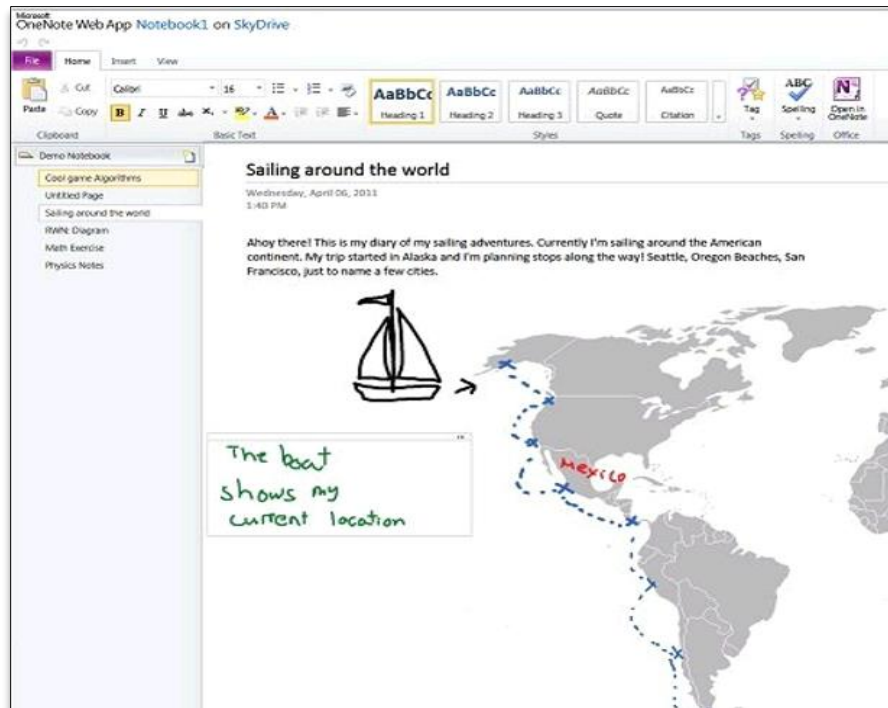 Microsoft
OneNote Web App Notebook1 on SkyDrive
File Home Insert View
Paste
Cut
Copy
Clipboard
Calibri 16
B I U abc
Basic Text
AaBbCc AaBbCc AaBbCc AaBbCc AaBbCc
Heading 1 Heading 2 Heading 3 Quote Citation
Styles
Tag
Tags
ABC
Spelling
Spelling
Open in
OneNote
Office
Demo Notebook
Cool game Algorithms
Untitled Page
Sailing around the world
RWN: Diagram
Math Exercise
Physics Notes
Sailing around the world
Wednesday, April 06, 2011
1:40 PM
Ahoy there! This is my diary of my sailing adventures. Currently I'm sailing around the American
continent. My trip started in Alaska and I'm planning stops along the way! Seattle, Oregon Beaches, San
Francisco, just to name a few cities.
The boat
shows my
current location
Mexico